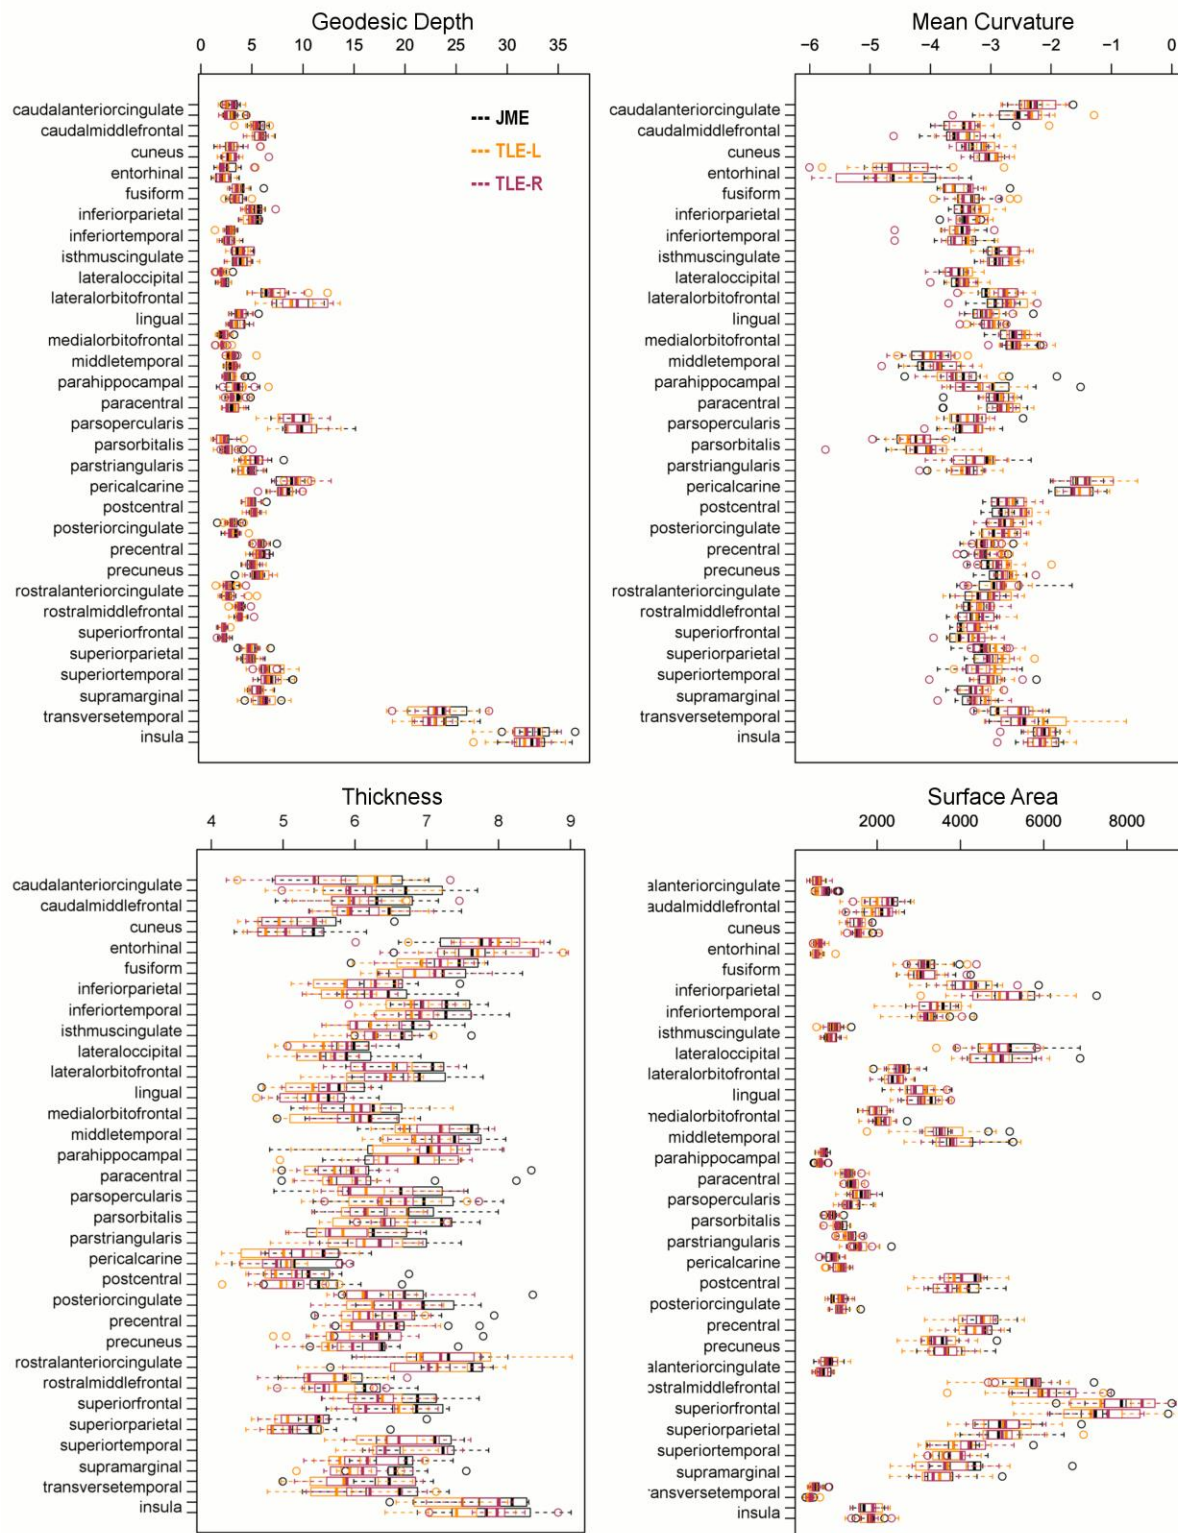 Geodesic Depth
0 5 10 15 20 25 30 35
caudalanteriorcingulate
caudalmiddlefrontal
cuneus
entorhinal
fusiform
inferiorparietal
inferiortemporal
isthmuscingulate
lateraloccipital
lateralorbitofrontal
lingual
medialorbitofrontal
middletemporal
parahippocampal
paracentral
parsopercularis
parsorbitalis
parstriangularis
pericalcarine
postcentral
posteriorcingulate
precentral
precuneus
rostralanteriorcingulate
rostralmiddlefrontal
superiorfrontal
superiorparietal
superiortemporal
supramarginal
transversetemporal
insula
JME
TLE-L
TLE-R
Mean Curvature
−6 −5 −4 −3 −2 −1 0
caudalanteriorcingulate
caudalmiddlefrontal
cuneus
entorhinal
fusiform
inferiorparietal
inferiortemporal
isthmuscingulate
lateraloccipital
lateralorbitofrontal
lingual
medialorbitofrontal
middletemporal
parahippocampal
paracentral
parsopercularis
parsorbitalis
parstriangularis
pericalcarine
postcentral
posteriorcingulate
precentral
precuneus
rostralanteriorcingulate
rostralmiddlefrontal
superiorfrontal
superiorparietal
superiortemporal
supramarginal
transversetemporal
insula
Thickness
4 5 6 7 8 9
caudalanteriorcingulate
caudalmiddlefrontal
cuneus
entorhinal
fusiform
inferiorparietal
inferiortemporal
isthmuscingulate
lateraloccipital
lateralorbitofrontal
lingual
medialorbitofrontal
middletemporal
parahippocampal
paracentral
parsopercularis
parsorbitalis
parstriangularis
pericalcarine
postcentral
posteriorcingulate
precentral
precuneus
rostralanteriorcingulate
rostralmiddlefrontal
superiorfrontal
superiorparietal
superiortemporal
supramarginal
transversetemporal
insula
Surface Area
2000 4000 6000 8000
alanteriorcingulate
caudalmiddlefrontal
cuneus
entorhinal
fusiform
inferiorparietal
inferiortemporal
isthmuscingulate
lateraloccipital
lateralorbitofrontal
lingual
medialorbitofrontal
middletemporal
parahippocampal
paracentral
parsopercularis
parsorbitalis
parstriangularis
pericalcarine
postcentral
posteriorcingulate
precentral
precuneus
alanteriorcingulate
rostralmiddlefrontal
superiorfrontal
superiorparietal
superiortemporal
supramarginal
ransversetemporal
insula